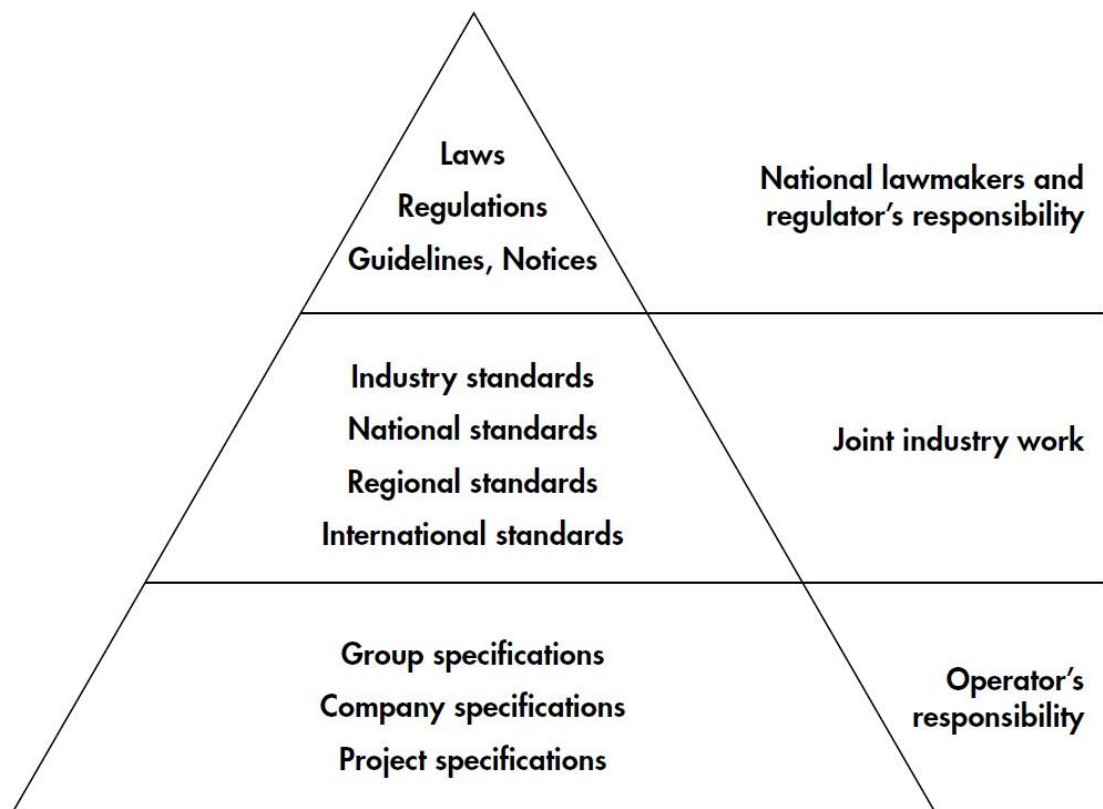 Laws
Regulations
Guidelines, Notices
National lawmakers and
regulator’s responsibility
Industry standards
National standards
Regional standards
International standards
Joint industry work
Group specifications
Company specifications
Project specifications
Operator’s
responsibility